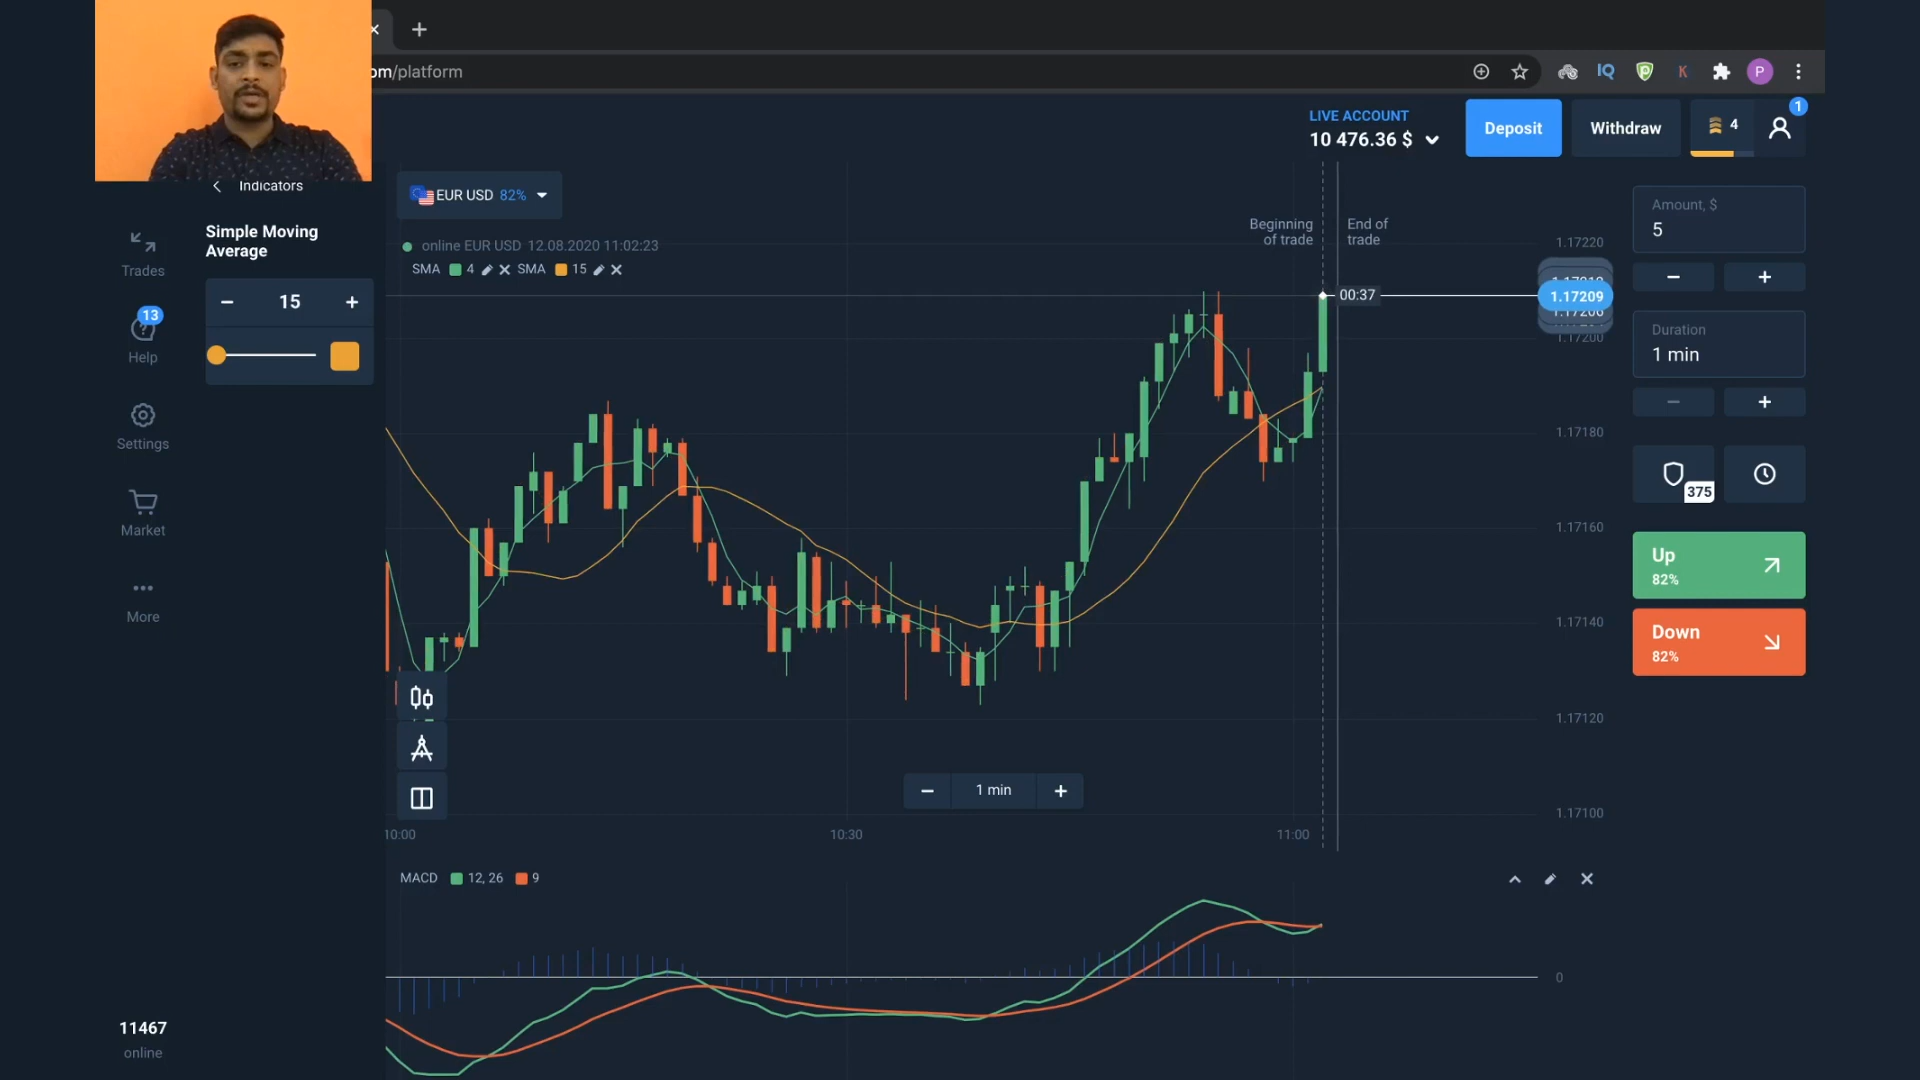 om/platform
IQ
K
P
LIVE ACCOUNT
10 476.36 $
Deposit
Withdraw
4
1
Indicators
Simple Moving
Average
15
Trades
13
Help
Settings
Market
More
11467
online
EUR USD 82%
online EUR USD 12.08.2020 11:02:23
SMA 4 SMA 15
Beginning
of trade
End of
trade
00:37
1.17220
1.17209
1.17200
1.17180
1.17160
1.17140
1.17120
1.17100
1 min
10:00
10:30
11:00
MACD 12, 26 9
0
Amount, $
5
Duration
1 min
375
Up
82%
Down
82%